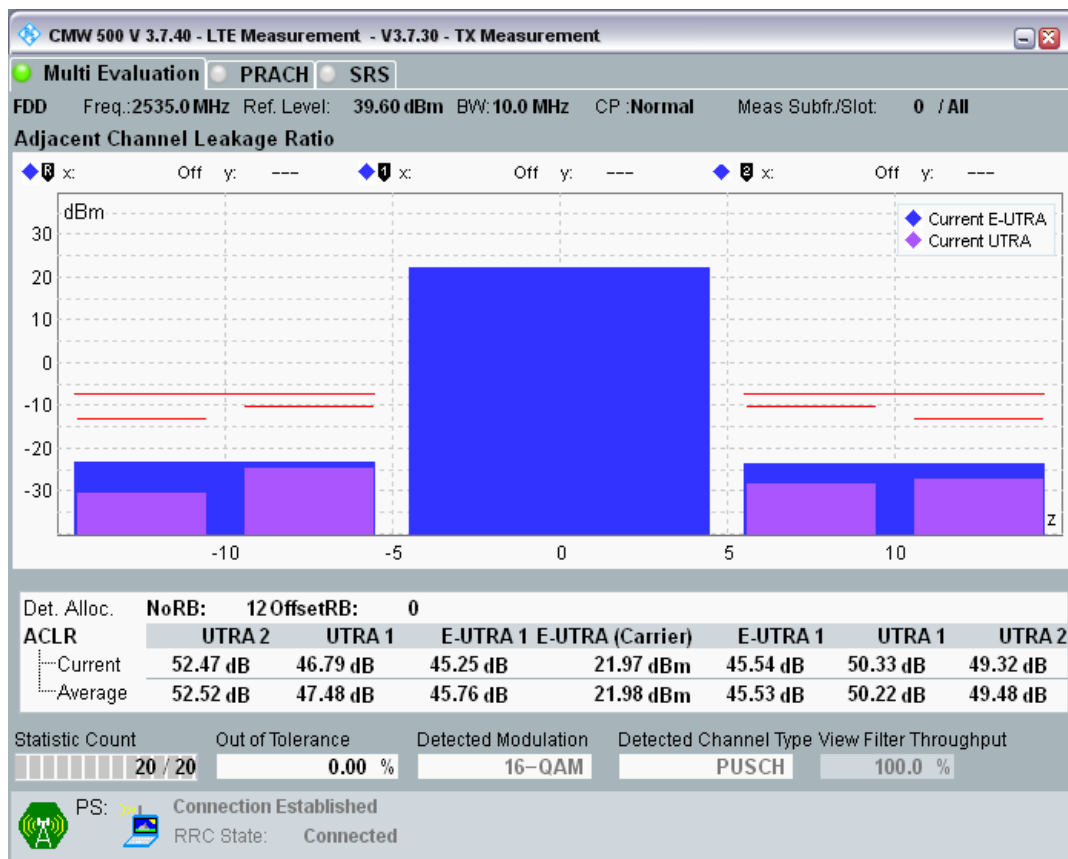 CMW 500 V 3.7.40 - LTE Measurement - V3.7.30 - TX Measurement
Multi Evaluation PRACH SRS
FDD Freq.:2535.0 MHz Ref. Level: 39.60 dBm BW:10.0 MHz CP :Normal Meas Subfr./Slot: 0 / All
Adjacent Channel Leakage Ratio
R x: Off y: --- 1 x: Off y: --- 2 x: Off y: ---
dBm
Current E-UTRA
Current UTRA
30
20
10
0
-10
-20
-30
z
-10 -5 0 5 10
Det. Alloc. NoRB: 12 OffsetRB: 0
ACLR UTRA 2 UTRA 1 E-UTRA 1 E-UTRA (Carrier) E-UTRA 1 UTRA 1 UTRA 2
Current 52.47 dB 46.79 dB 45.25 dB 21.97 dBm 45.54 dB 50.33 dB 49.32 dB
Average 52.52 dB 47.48 dB 45.76 dB 21.98 dBm 45.53 dB 50.22 dB 49.48 dB
Statistic Count Out of Tolerance Detected Modulation Detected Channel Type View Filter Throughput
20 / 20 0.00 % 16-QAM PUSCH 100.0 %
PS: Connection Established
RRC State: Connected